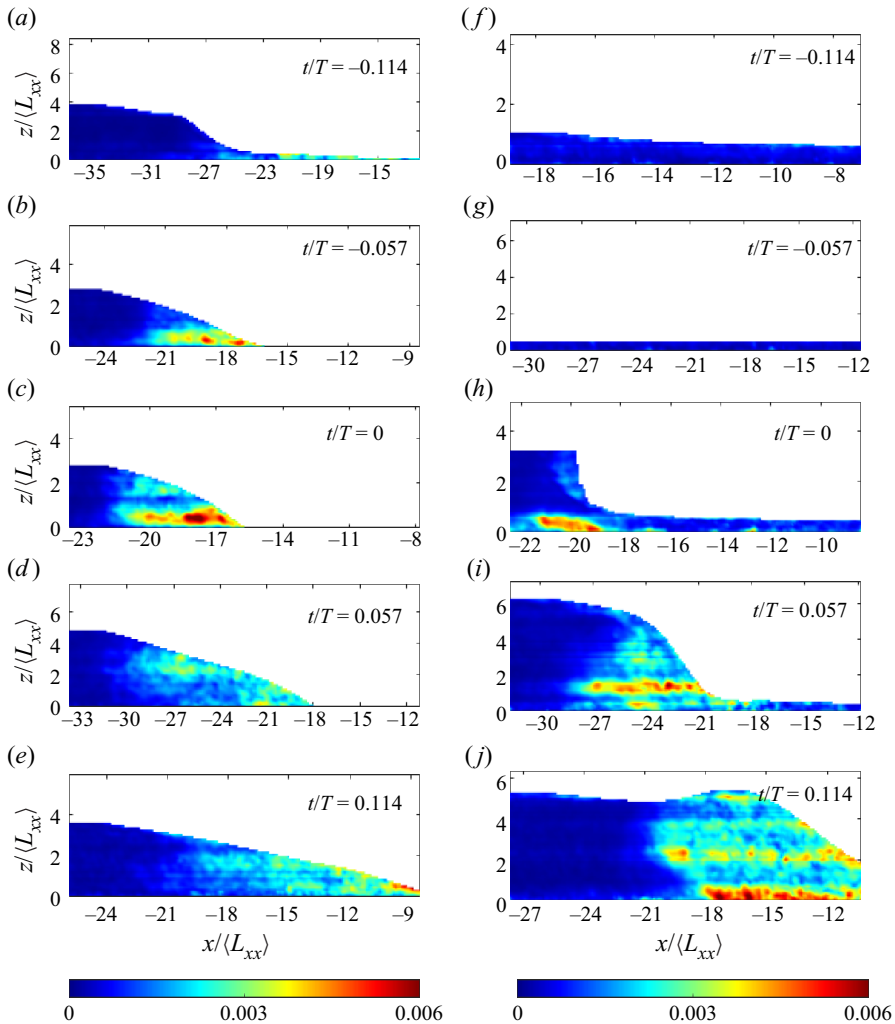 (a)
8
6
4
2
0
z/⟨Lxx⟩
t/T = –0.114
–35 –31 –27 –23 –19 –15
(b)
4
2
0
z/⟨Lxx⟩
t/T = –0.057
–24 –21 –19 –17 –15 –12 –9
(c)
4
2
0
z/⟨Lxx⟩
t/T = 0
–23 –22 –20 –17 –14 –11 –8
(d)
6
4
2
0
z/⟨Lxx⟩
t/T = 0.057
–33 –30 –27 –24 –21 –18 –15 –12
(e)
4
2
0
z/⟨Lxx⟩
t/T = 0.114
–24 –21 –18 –15 –12 –9 –8
x/⟨Lxx⟩
0 0.003 0.006
(f)
4
2
0
t/T = –0.114
–18 –16 –14 –12 –10 –8
(g)
6
4
2
0
t/T = –0.057
–30 –27 –24 –21 –18 –15 –12
(h)
4
2
0
t/T = 0
–22 –20 –18 –16 –14 –12 –10
(i)
6
4
2
0
t/T = 0.057
–30 –27 –24 –23 –21 –18 –15 –12
(j)
6
4
2
0
t/T = 0.114
–27 –24 –21 –18 –15 –12
x/⟨Lxx⟩
0 0.003 0.006